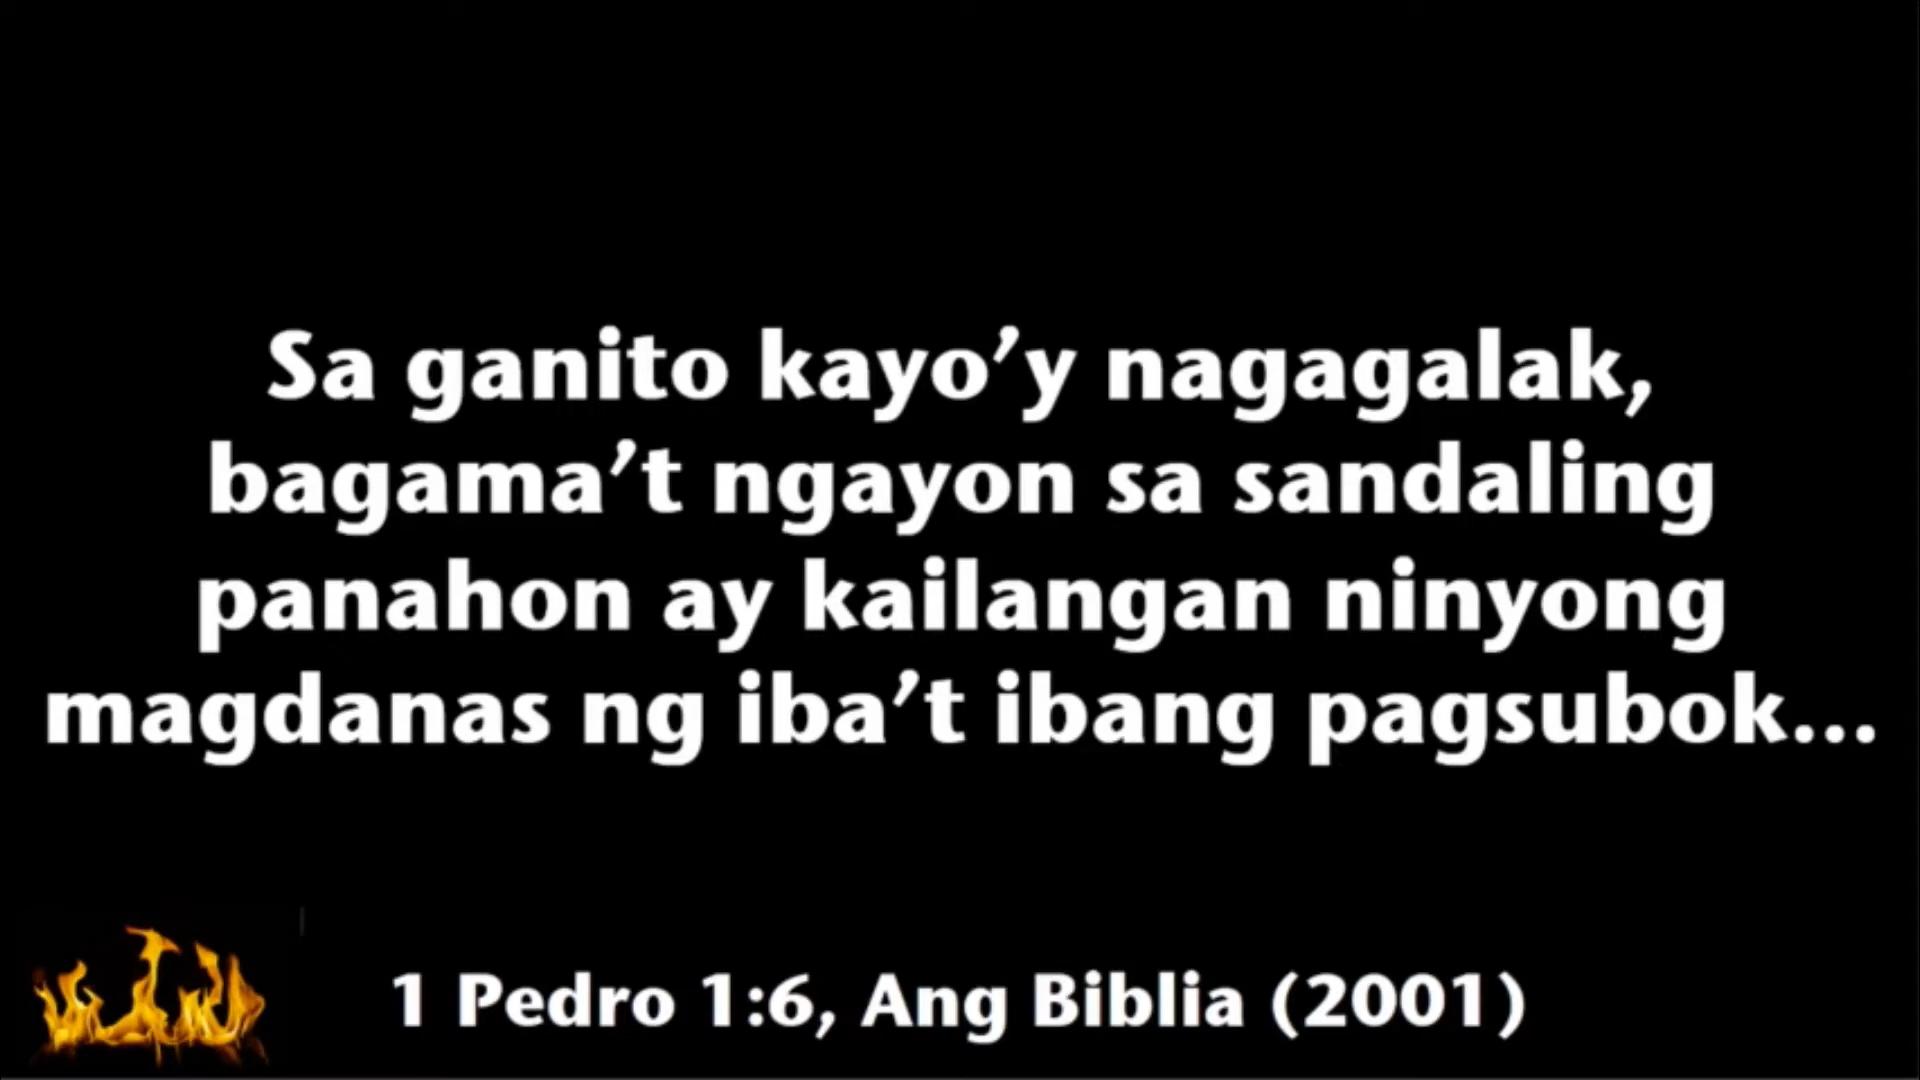 Sa ganito kayo’y nagagalak,
bagama’t ngayon sa sandaling
panahon ay kailangan ninyong
magdanas ng iba’t ibang pagsubok...
1 Pedro 1:6, Ang Biblia (2001)